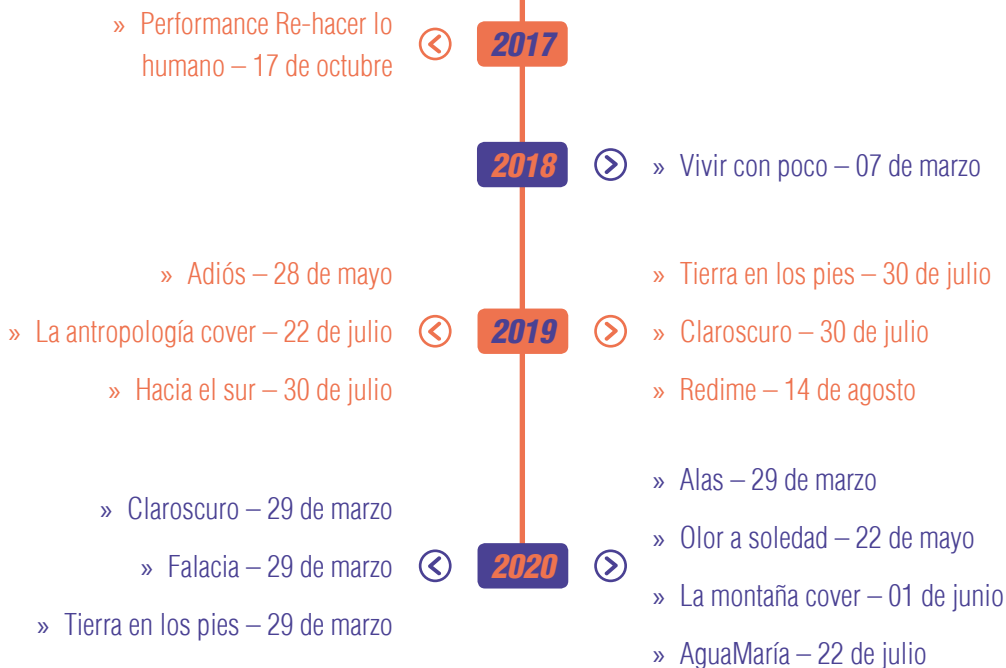 » Performance Re-hacer lo
humano – 17 de octubre
2017
2018
» Vivir con poco – 07 de marzo
» Adiós – 28 de mayo
» La antropología cover – 22 de julio
» Hacia el sur – 30 de julio
2019
» Tierra en los pies – 30 de julio
» Claroscuro – 30 de julio
» Redime – 14 de agosto
» Claroscuro – 29 de marzo
» Falacia – 29 de marzo
» Tierra en los pies – 29 de marzo
2020
» Alas – 29 de marzo
» Olor a soledad – 22 de mayo
» La montaña cover – 01 de junio
» AguaMaría – 22 de julio